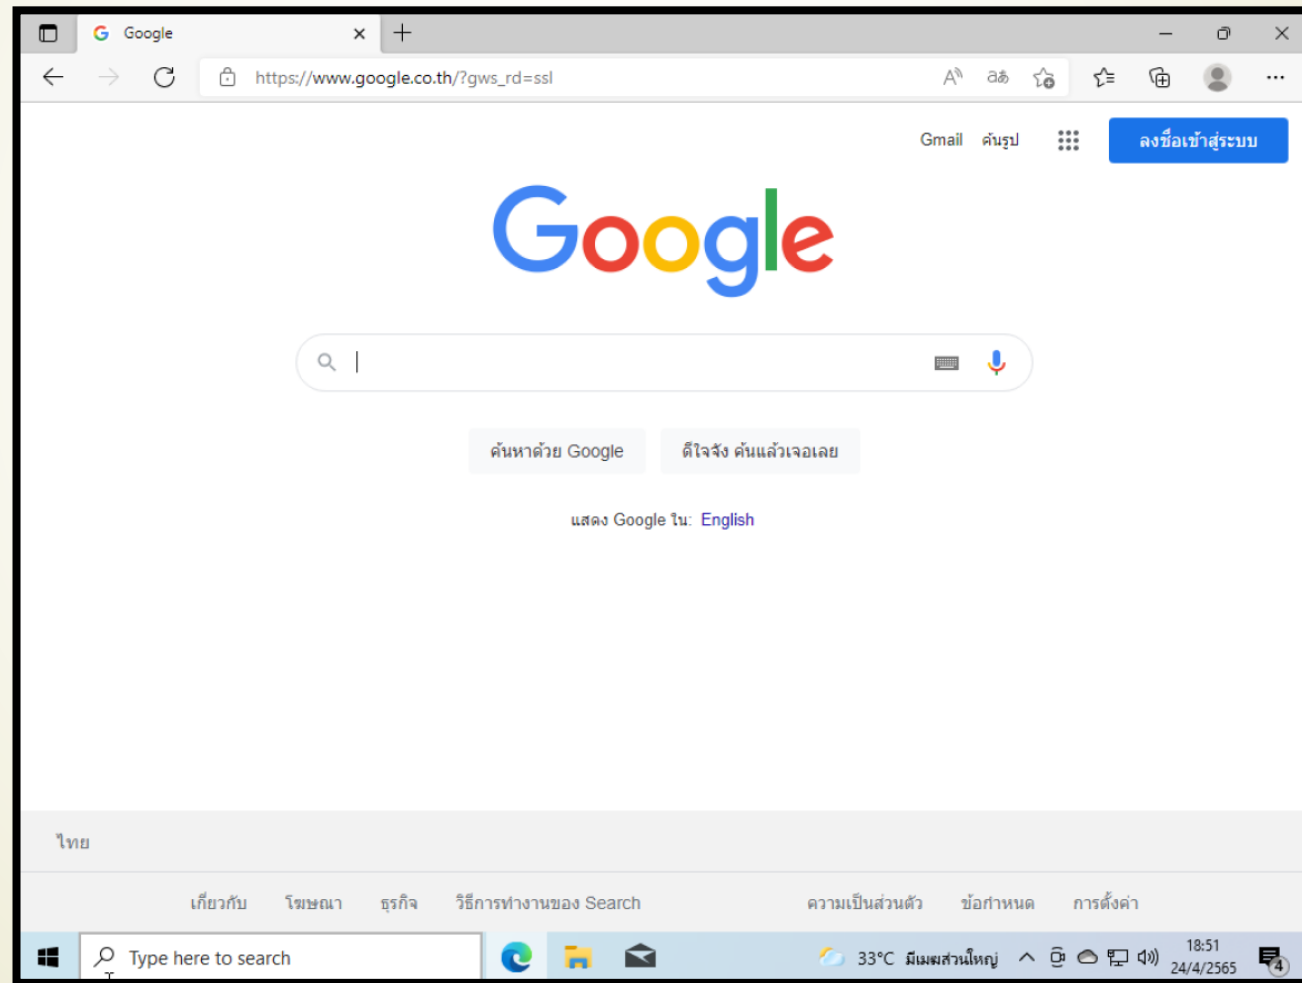 Google
https://www.google.co.th/?gws_rd=ssl
Gmail ค้นรูป ลงชื่อเข้าสู่ระบบ
Google
ค้นหาด้วย Google ดีใจจัง ค้นแล้วเจอเลย
แสดง Google ใน: English
ไทย
เกี่ยวกับ โฆษณา ธุรกิจ วิธีการทำงานของ Search ความเป็นส่วนตัว ข้อกำหนด การตั้งค่า
Type here to search 33°C มีเมฆส่วนใหญ่ 18:51
24/4/2565 4